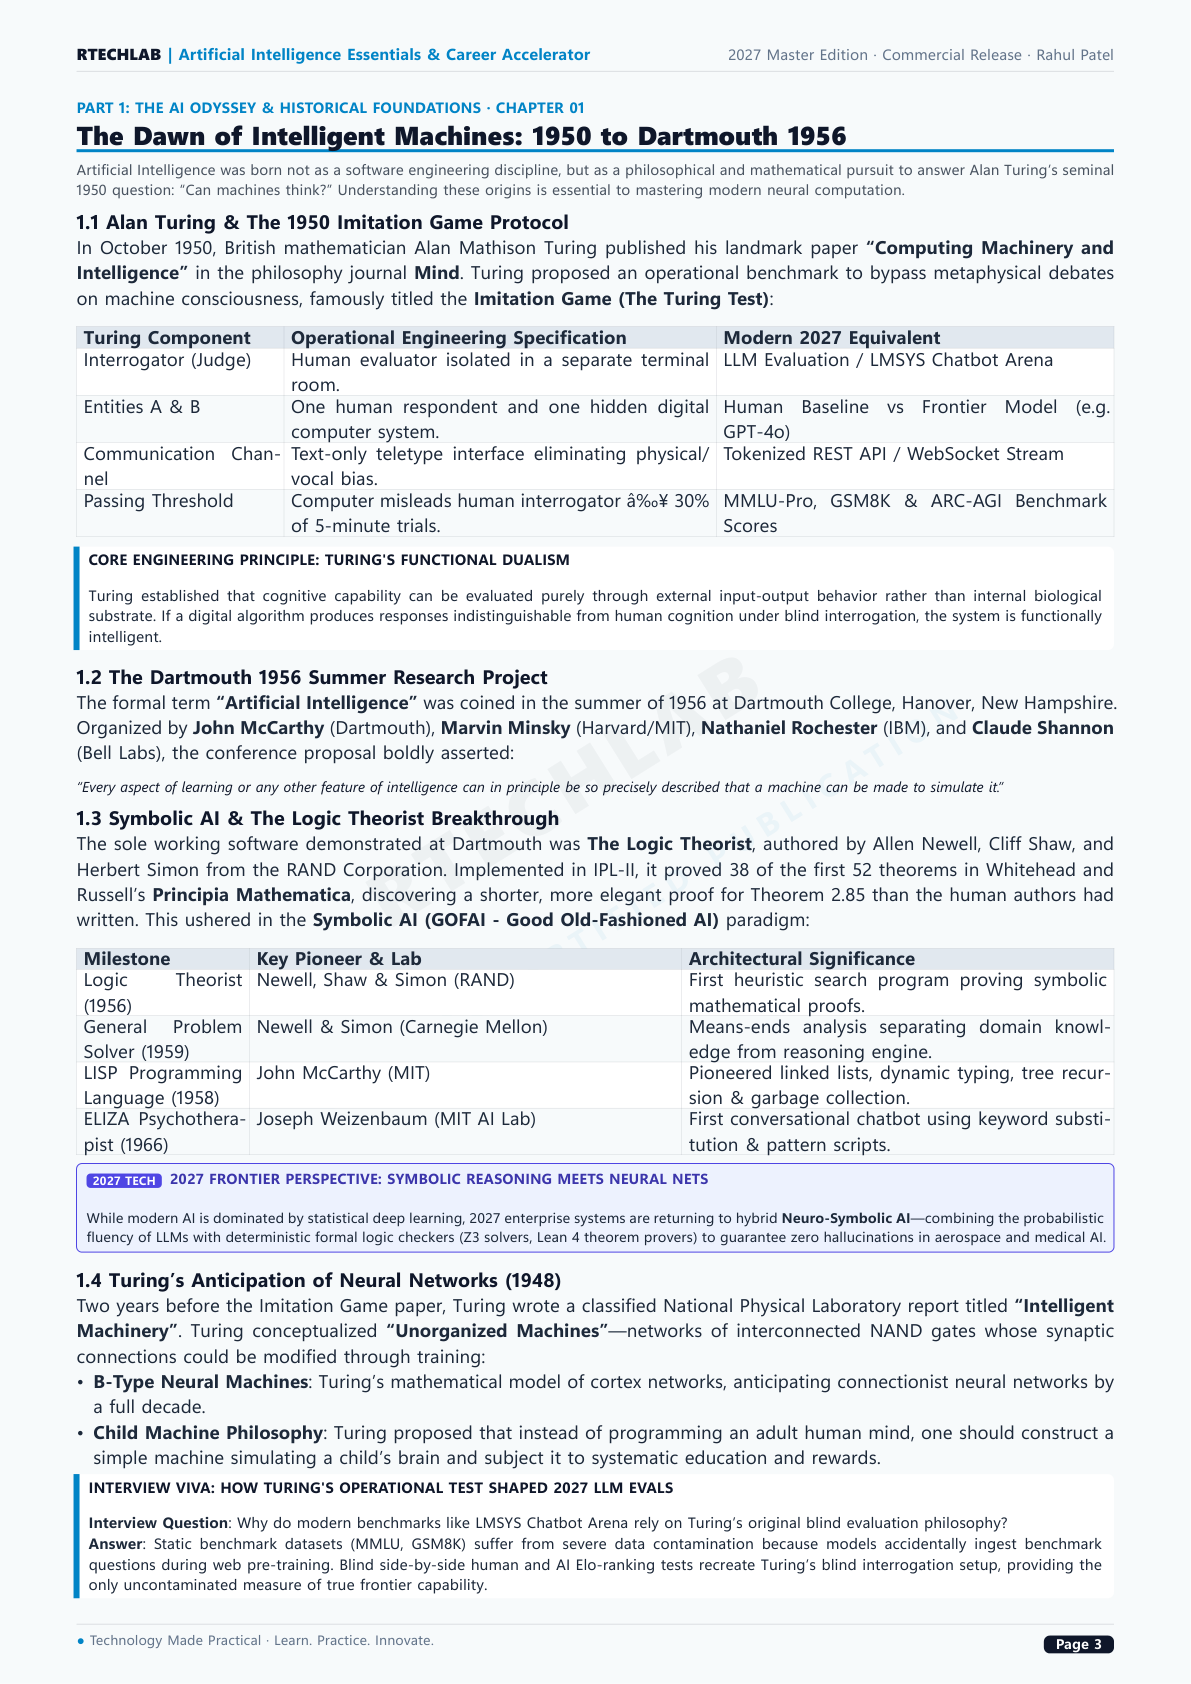 RTECHLAB | Artificial Intelligence Essentials & Career Accelerator
2027 Master Edition · Commercial Release · Rahul Patel
PART 1: THE AI ODYSSEY & HISTORICAL FOUNDATIONS · CHAPTER 01
The Dawn of Intelligent Machines: 1950 to Dartmouth 1956
Artificial Intelligence was born not as a software engineering discipline, but as a philosophical and mathematical pursuit to answer Alan Turing’s seminal
1950 question: “Can machines think?” Understanding these origins is essential to mastering modern neural computation.
1.1 Alan Turing & The 1950 Imitation Game Protocol
In October 1950, British mathematician Alan Mathison Turing published his landmark paper “Computing Machinery and
Intelligence” in the philosophy journal Mind. Turing proposed an operational benchmark to bypass metaphysical debates
on machine consciousness, famously titled the Imitation Game (The Turing Test):
Turing Component
Operational Engineering Specification
Modern 2027 Equivalent
Interrogator (Judge)
Human evaluator isolated in a separate terminal
room.
LLM Evaluation / LMSYS Chatbot Arena
Entities A & B
One human respondent and one hidden digital
computer system.
Human Baseline vs Frontier Model (e.g.
GPT-4o)
Communication Chan-
nel
Text-only teletype interface eliminating physical/
vocal bias.
Tokenized REST API / WebSocket Stream
Passing Threshold
Computer misleads human interrogator â‰¥ 30%
of 5-minute trials.
MMLU-Pro, GSM8K & ARC-AGI Benchmark
Scores
CORE ENGINEERING PRINCIPLE: TURING'S FUNCTIONAL DUALISM
Turing established that cognitive capability can be evaluated purely through external input-output behavior rather than internal biological
substrate. If a digital algorithm produces responses indistinguishable from human cognition under blind interrogation, the system is functionally
intelligent.
1.2 The Dartmouth 1956 Summer Research Project
The formal term “Artificial Intelligence” was coined in the summer of 1956 at Dartmouth College, Hanover, New Hampshire.
Organized by John McCarthy (Dartmouth), Marvin Minsky (Harvard/MIT), Nathaniel Rochester (IBM), and Claude Shannon
(Bell Labs), the conference proposal boldly asserted:
“Every aspect of learning or any other feature of intelligence can in principle be so precisely described that a machine can be made to simulate it.”
1.3 Symbolic AI & The Logic Theorist Breakthrough
The sole working software demonstrated at Dartmouth was The Logic Theorist, authored by Allen Newell, Cliff Shaw, and
Herbert Simon from the RAND Corporation. Implemented in IPL-II, it proved 38 of the first 52 theorems in Whitehead and
Russell’s Principia Mathematica, discovering a shorter, more elegant proof for Theorem 2.85 than the human authors had
written. This ushered in the Symbolic AI (GOFAI - Good Old-Fashioned AI) paradigm:
RTECHLAB
PUBLICATION
Milestone
Key Pioneer & Lab
Architectural Significance
Logic Theorist
(1956)
Newell, Shaw & Simon (RAND)
First heuristic search program proving symbolic
mathematical proofs.
General Problem
Solver (1959)
Newell & Simon (Carnegie Mellon)
Means-ends analysis separating domain knowl-
edge from reasoning engine.
LISP Programming
Language (1958)
John McCarthy (MIT)
Pioneered linked lists, dynamic typing, tree recur-
sion & garbage collection.
ELIZA Psychothera-
pist (1966)
Joseph Weizenbaum (MIT AI Lab)
First conversational chatbot using keyword substi-
tution & pattern scripts.
2027 TECH 2027 FRONTIER PERSPECTIVE: SYMBOLIC REASONING MEETS NEURAL NETS
While modern AI is dominated by statistical deep learning, 2027 enterprise systems are returning to hybrid Neuro-Symbolic AI—combining the probabilistic
fluency of LLMs with deterministic formal logic checkers (Z3 solvers, Lean 4 theorem provers) to guarantee zero hallucinations in aerospace and medical AI.
1.4 Turing’s Anticipation of Neural Networks (1948)
Two years before the Imitation Game paper, Turing wrote a classified National Physical Laboratory report titled “Intelligent
Machinery”. Turing conceptualized “Unorganized Machines”—networks of interconnected NAND gates whose synaptic
connections could be modified through training:
• B-Type Neural Machines: Turing’s mathematical model of cortex networks, anticipating connectionist neural networks by
a full decade.
• Child Machine Philosophy: Turing proposed that instead of programming an adult human mind, one should construct a
simple machine simulating a child’s brain and subject it to systematic education and rewards.
INTERVIEW VIVA: HOW TURING'S OPERATIONAL TEST SHAPED 2027 LLM EVALS
Interview Question: Why do modern benchmarks like LMSYS Chatbot Arena rely on Turing’s original blind evaluation philosophy?
Answer: Static benchmark datasets (MMLU, GSM8K) suffer from severe data contamination because models accidentally ingest benchmark
questions during web pre-training. Blind side-by-side human and AI Elo-ranking tests recreate Turing’s blind interrogation setup, providing the
only uncontaminated measure of true frontier capability.
• Technology Made Practical · Learn. Practice. Innovate.
Page 3